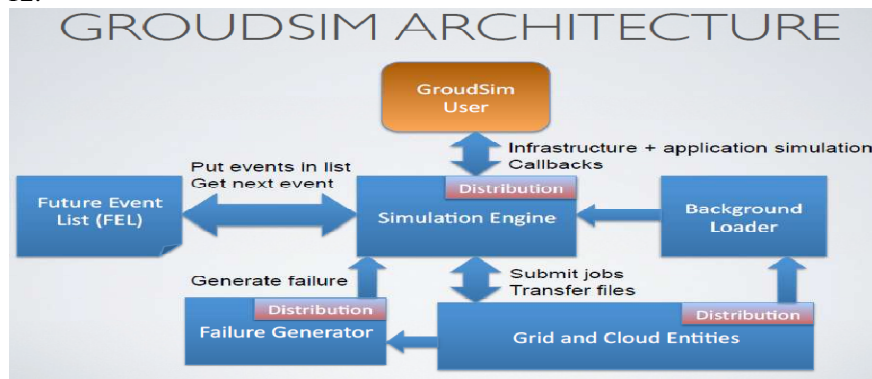 GROUDSIM ARCHITECTURE
GroudSim
User
Infrastructure + application simulation
Callbacks
Put events in list
Get next event
Distribution
Future Event
List (FEL)
Simulation Engine
Background
Loader
Generate failure
Submit jobs
Transfer files
Distribution
Failure Generator
Distribution
Grid and Cloud Entities